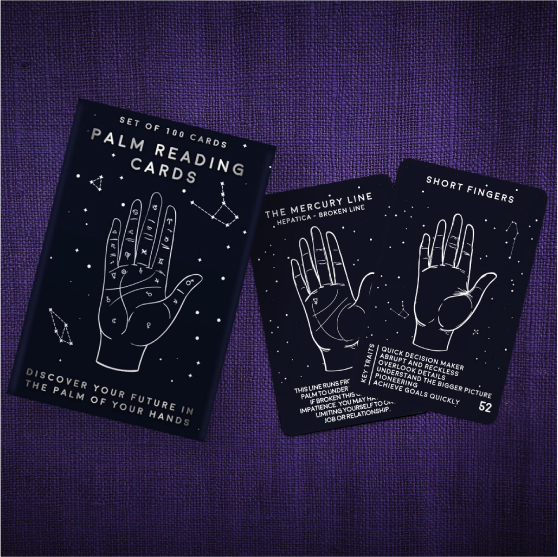 SET OF 100 CARDS
PALM READING
CARDS
DISCOVER YOUR FUTURE IN
THE PALM OF YOUR HANDS
THE MERCURY LINE
HEPATICA - BROKEN LINE
THIS LINE RUNS
PALM TO UNDER
IF BROKEN THIS
IMPATIENCE. YOU MAY
LIMITING YOURSELF TO
JOB OR RELATIONSHIP.
SHORT FINGERS
KEY TRAITS
QUICK DECISION MAKER
ABRUPT AND RECKLESS
OVERLOOK DETAILS
UNDERSTAND THE BIGGER PICTURE
PIONEERING
ACHIEVE GOALS QUICKLY
52